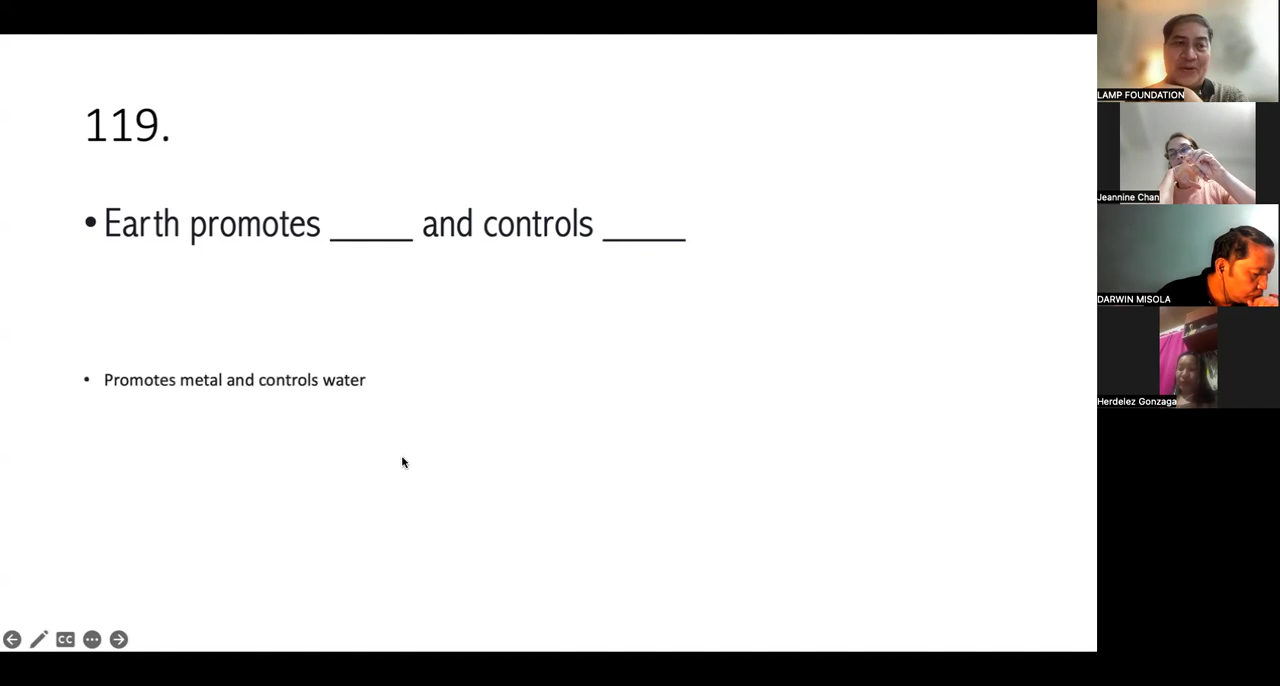 119.
• Earth promotes _____ and controls _____
• Promotes metal and controls water
LAMP FOUNDATION
Jeannine Chan
DARWIN MISOLA
Herdelez Gonzaga
CC